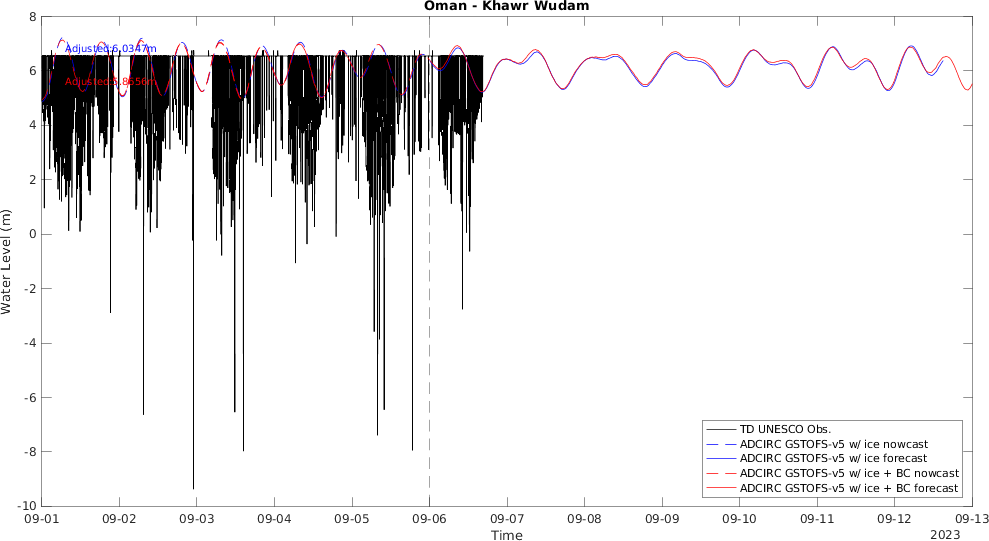 Oman - Khawr Wudam
8
6
4
2
0
-2
-4
-6
-8
-10
Water Level (m)
Adjusted:6.0347m
TD UNESCO Obs.
ADCIRC GSTOFS-v5 w/ ice nowcast
ADCIRC GSTOFS-v5 w/ ice forecast
ADCIRC GSTOFS-v5 w/ ice + BC nowcast
ADCIRC GSTOFS-v5 w/ ice + BC forecast
09-01 09-02 09-03 09-04 09-05 09-06 09-07 09-08 09-09 09-10 09-11 09-12 09-13
Time
2023